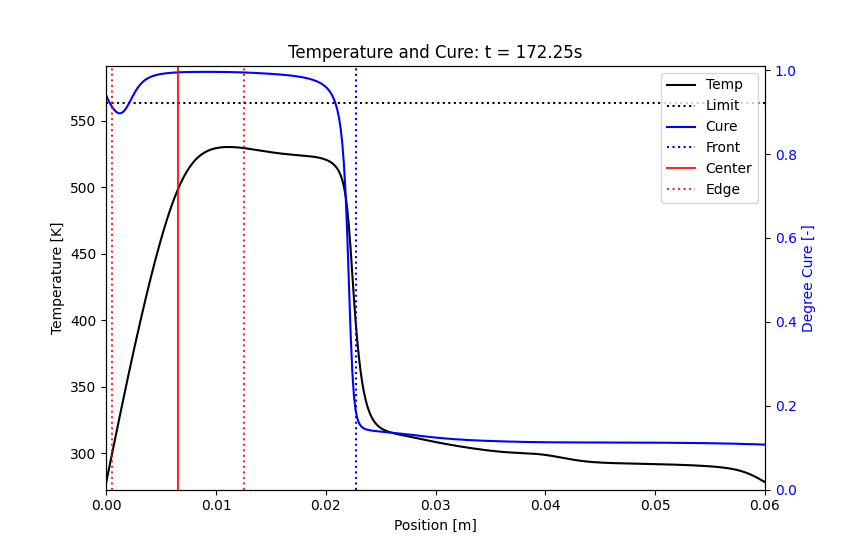 Temperature and Cure: t = 172.25s
Temp
Limit
Cure
Front
Center
Edge
550
500
450
400
350
300
Temperature [K]
1.0
0.8
0.6
0.4
0.2
0.0
Degree Cure [-]
0.00 0.01 0.02 0.03 0.04 0.05 0.06
Position [m]